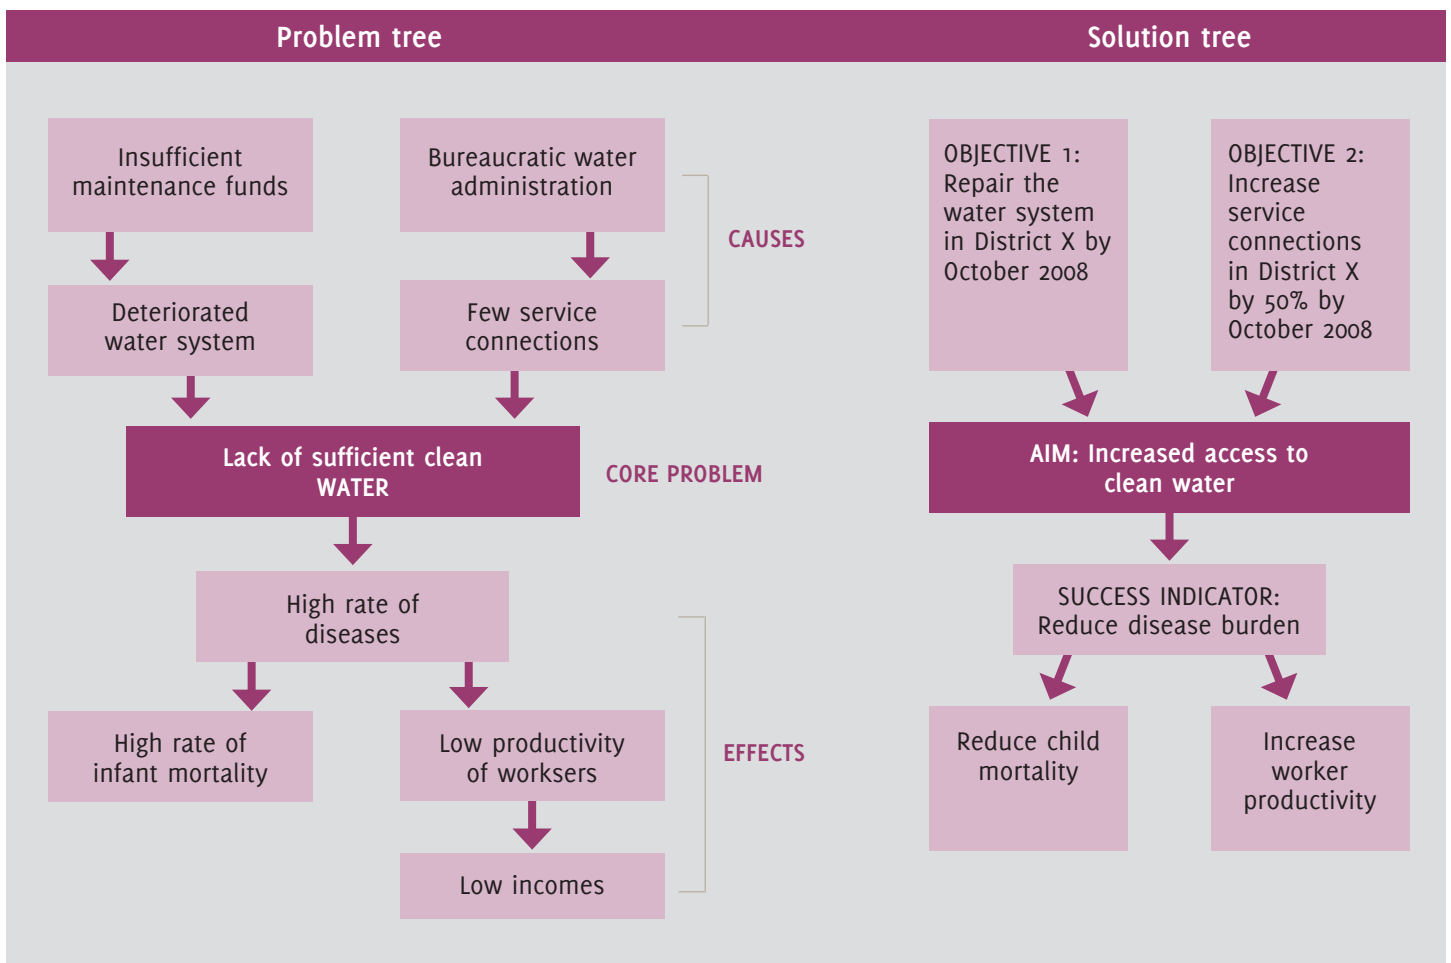 Problem tree
Solution tree
Insufficient
maintenance funds
Bureaucratic water
administration
CAUSES
Deteriorated
water system
Few service
connections
Lack of sufficient clean
WATER
CORE PROBLEM
High rate of
diseases
High rate of
infant mortality
Low productivity
of worksers
EFFECTS
Low incomes
OBJECTIVE 1:
Repair the
water system
in District X by
October 2008
OBJECTIVE 2:
Increase
service
connections
in District X
by 50% by
October 2008
AIM: Increased access to
clean water
SUCCESS INDICATOR:
Reduce disease burden
Reduce child
mortality
Increase
worker
productivity